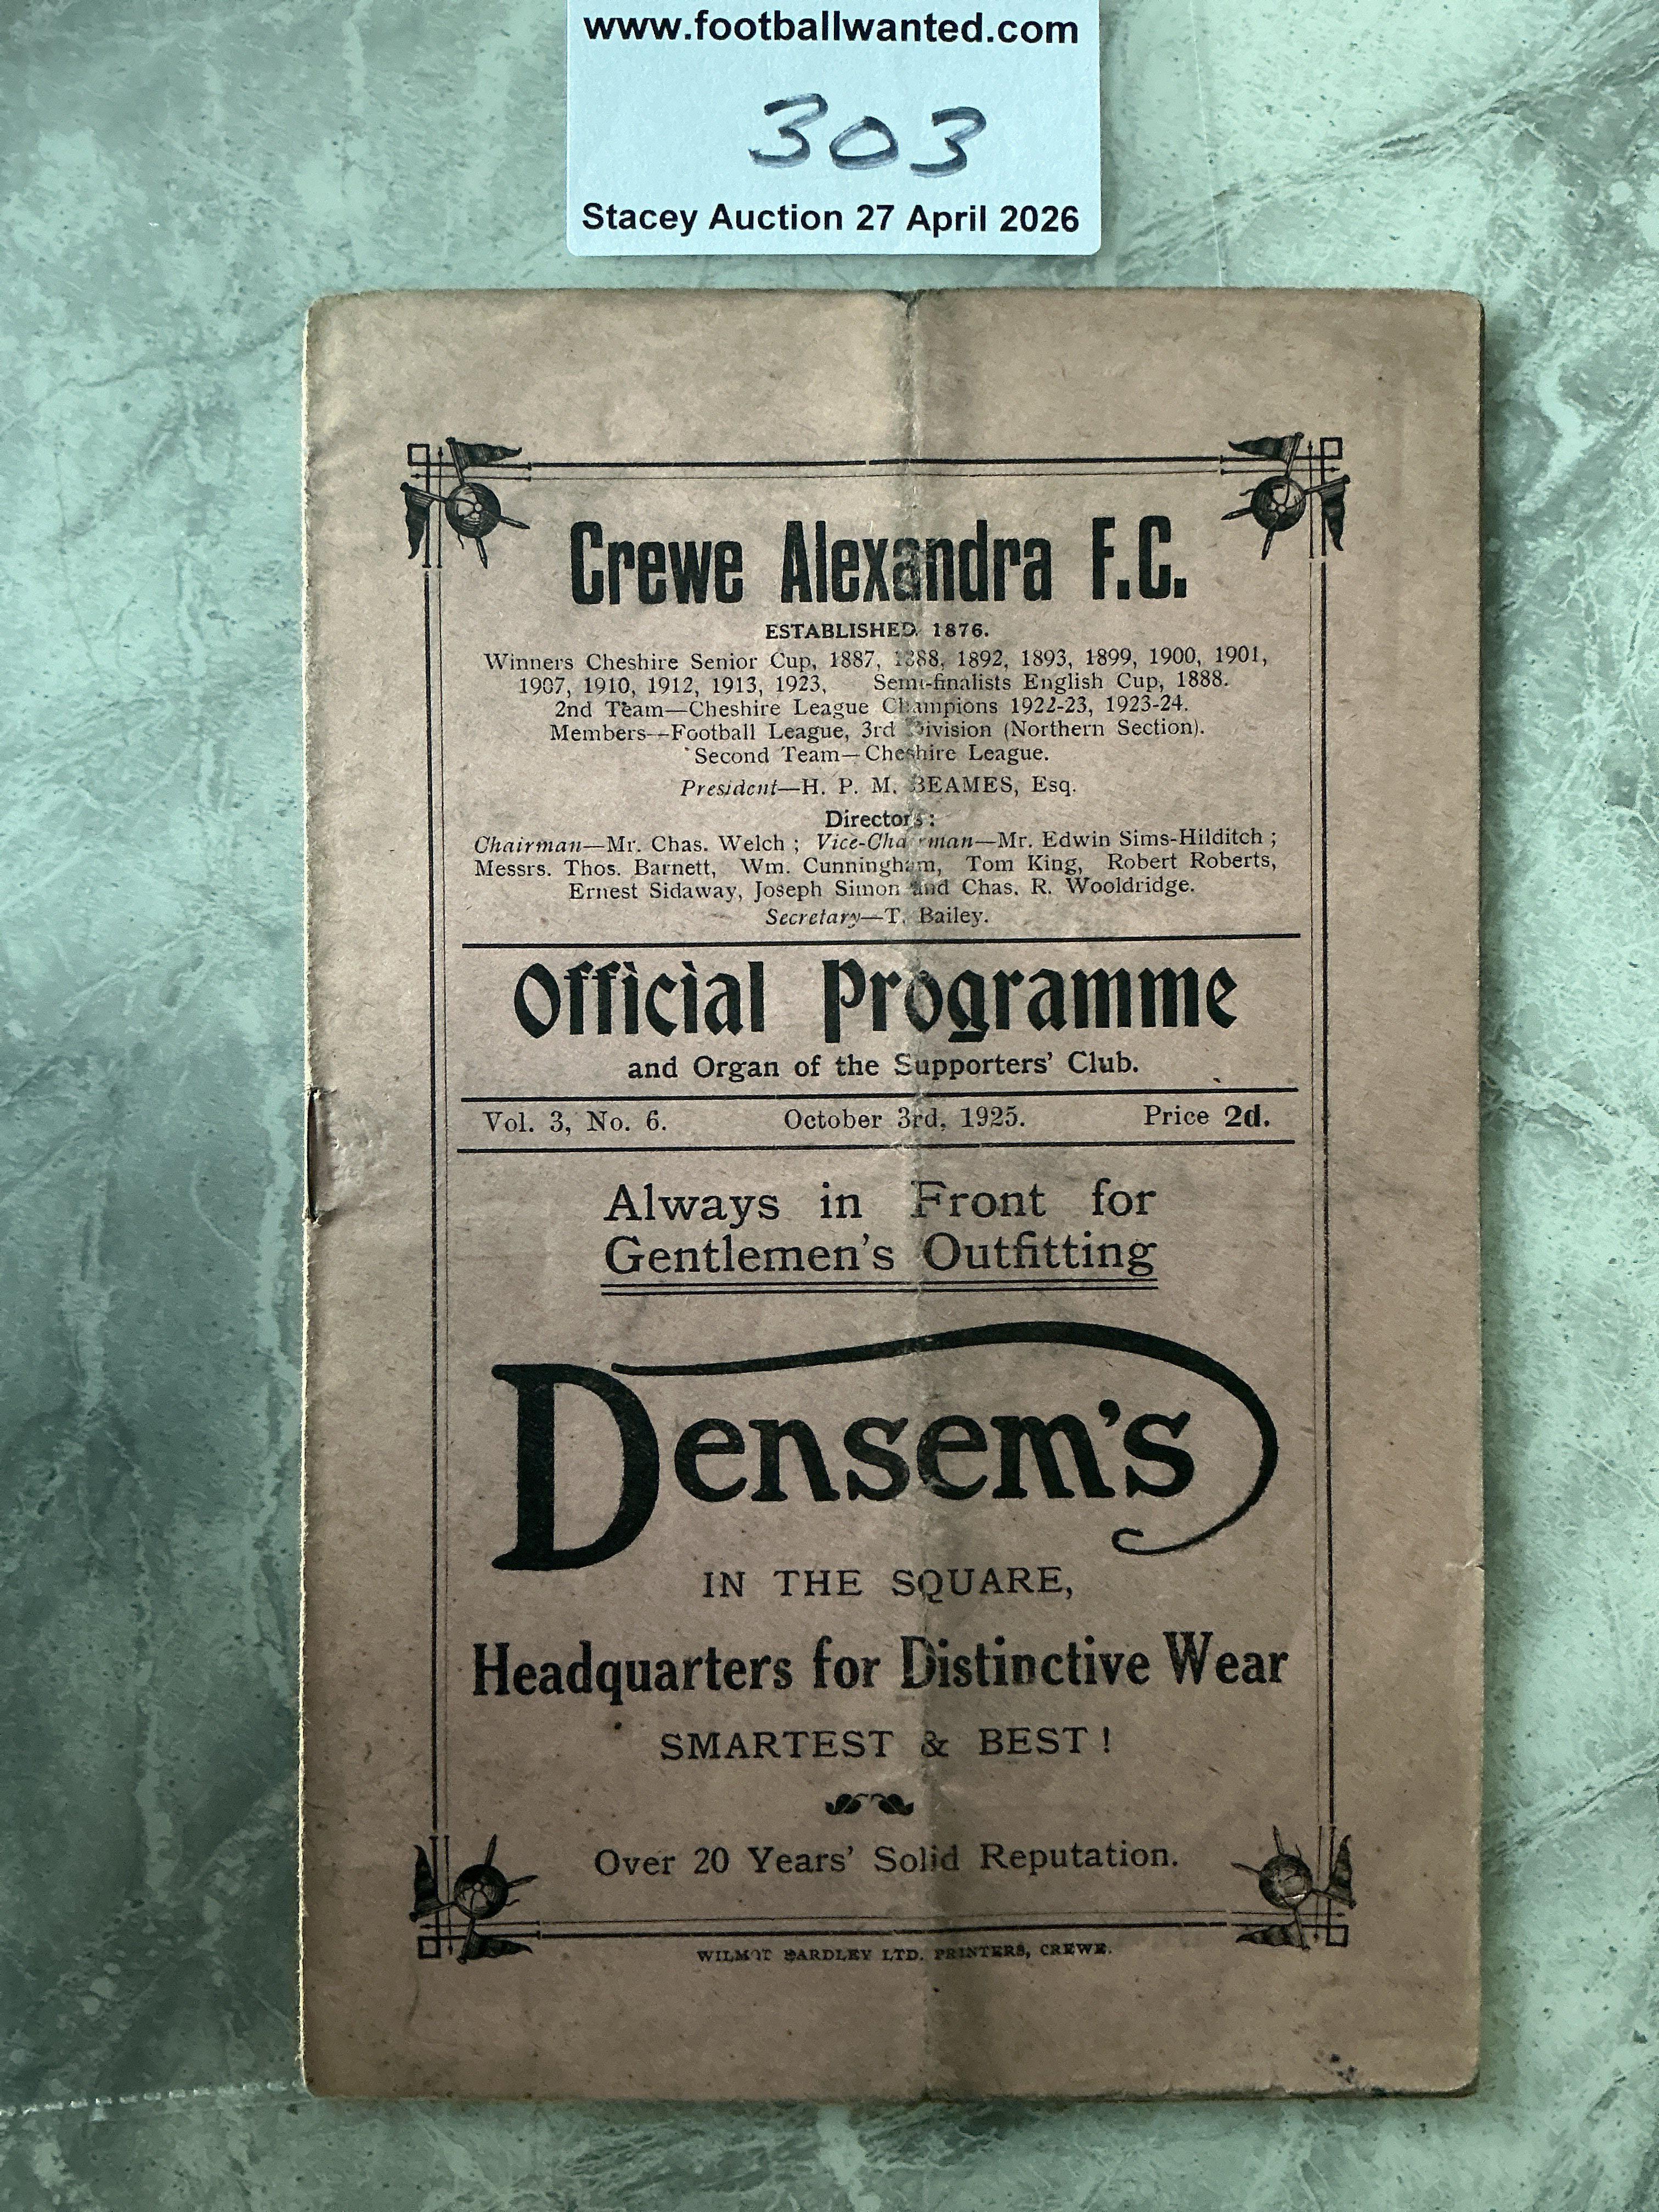 www.footballwanted.com
303
Stacey Auction 27 April 2026
Crewe Alexandra F.C.
ESTABLISHED 1876.
Winners Cheshire Senior Cup, 1887, 1888, 1892, 1893, 1899, 1900, 1901,
1907, 1910, 1912, 1913, 1923, Semi-finalists English Cup, 1888.
2nd Team—Cheshire League Champions 1922-23, 1923-24.
Members—Football League, 3rd Division (Northern Section).
Second Team—Cheshire League.
President—H. P. M. BEAMES, Esq.
Directors:
Chairman—Mr. Chas. Welch; Vice-Chairman—Mr. Edwin Sims-Hilditch;
Messrs. Thos. Barnett, Wm. Cunningham, Tom King, Robert Roberts,
Ernest Sidaway, Joseph Simon and Chas. R. Wooldridge.
Secretary—T. Bailey.
Official Programme
and Organ of the Supporters' Club.
Vol. 3, No. 6. October 3rd, 1925. Price 2d.
Always in Front for
Gentlemen's Outfitting
Densem's
IN THE SQUARE,
Headquarters for Distinctive Wear
SMARTEST & BEST!
Over 20 Years' Solid Reputation.
WILMOT EARDLEY LTD. PRINTERS, CREWE.